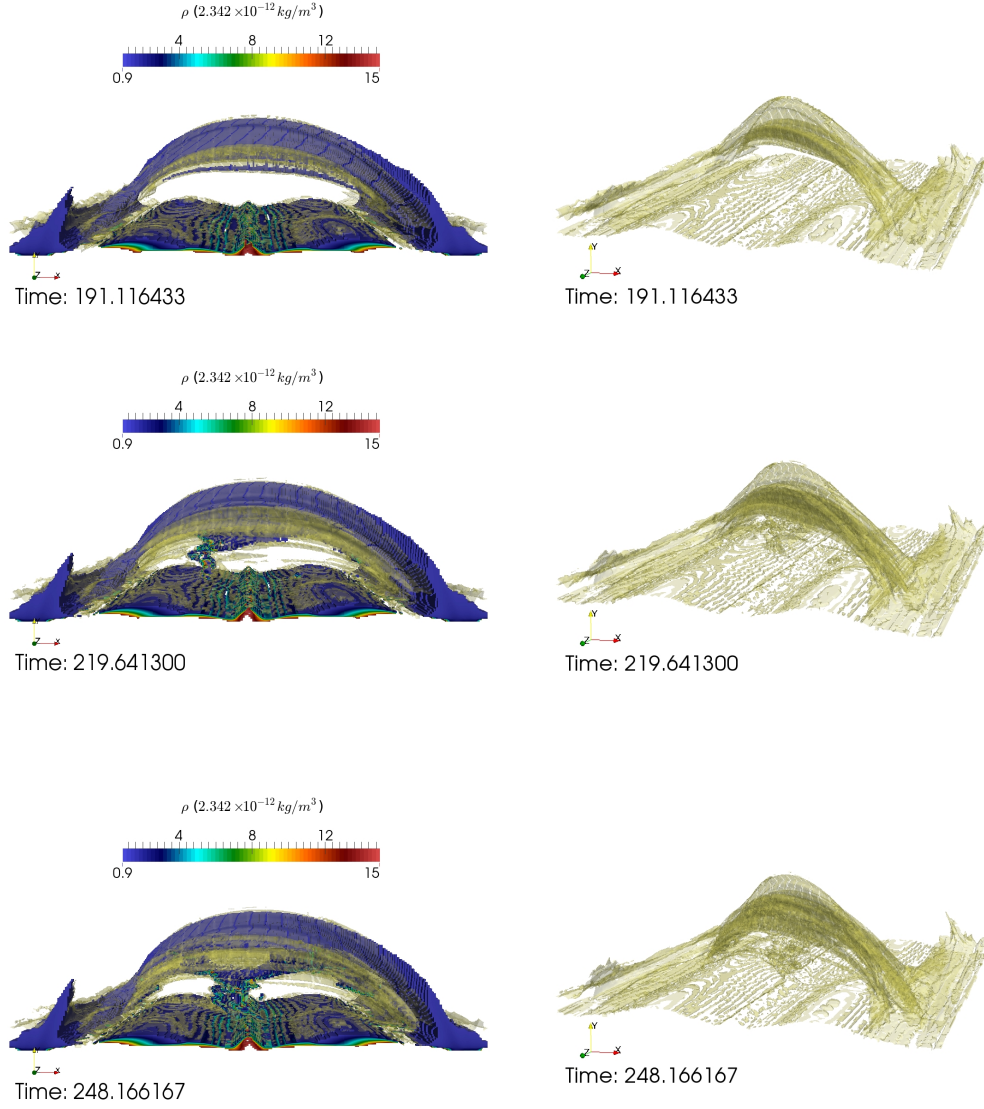 ρ (2.342 ×10⁻¹² kg/m³)
4 8 12
0.9 15
Y
Z X
Time: 191.116433
Y
Z X
Time: 191.116433
ρ (2.342 ×10⁻¹² kg/m³)
4 8 12
0.9 15
Z X
Time: 219.641300
Y
Z X
Time: 219.641300
ρ (2.342 ×10⁻¹² kg/m³)
4 8 12
0.9 15
Z X
Time: 248.166167
Y
Z X
Time: 248.166167